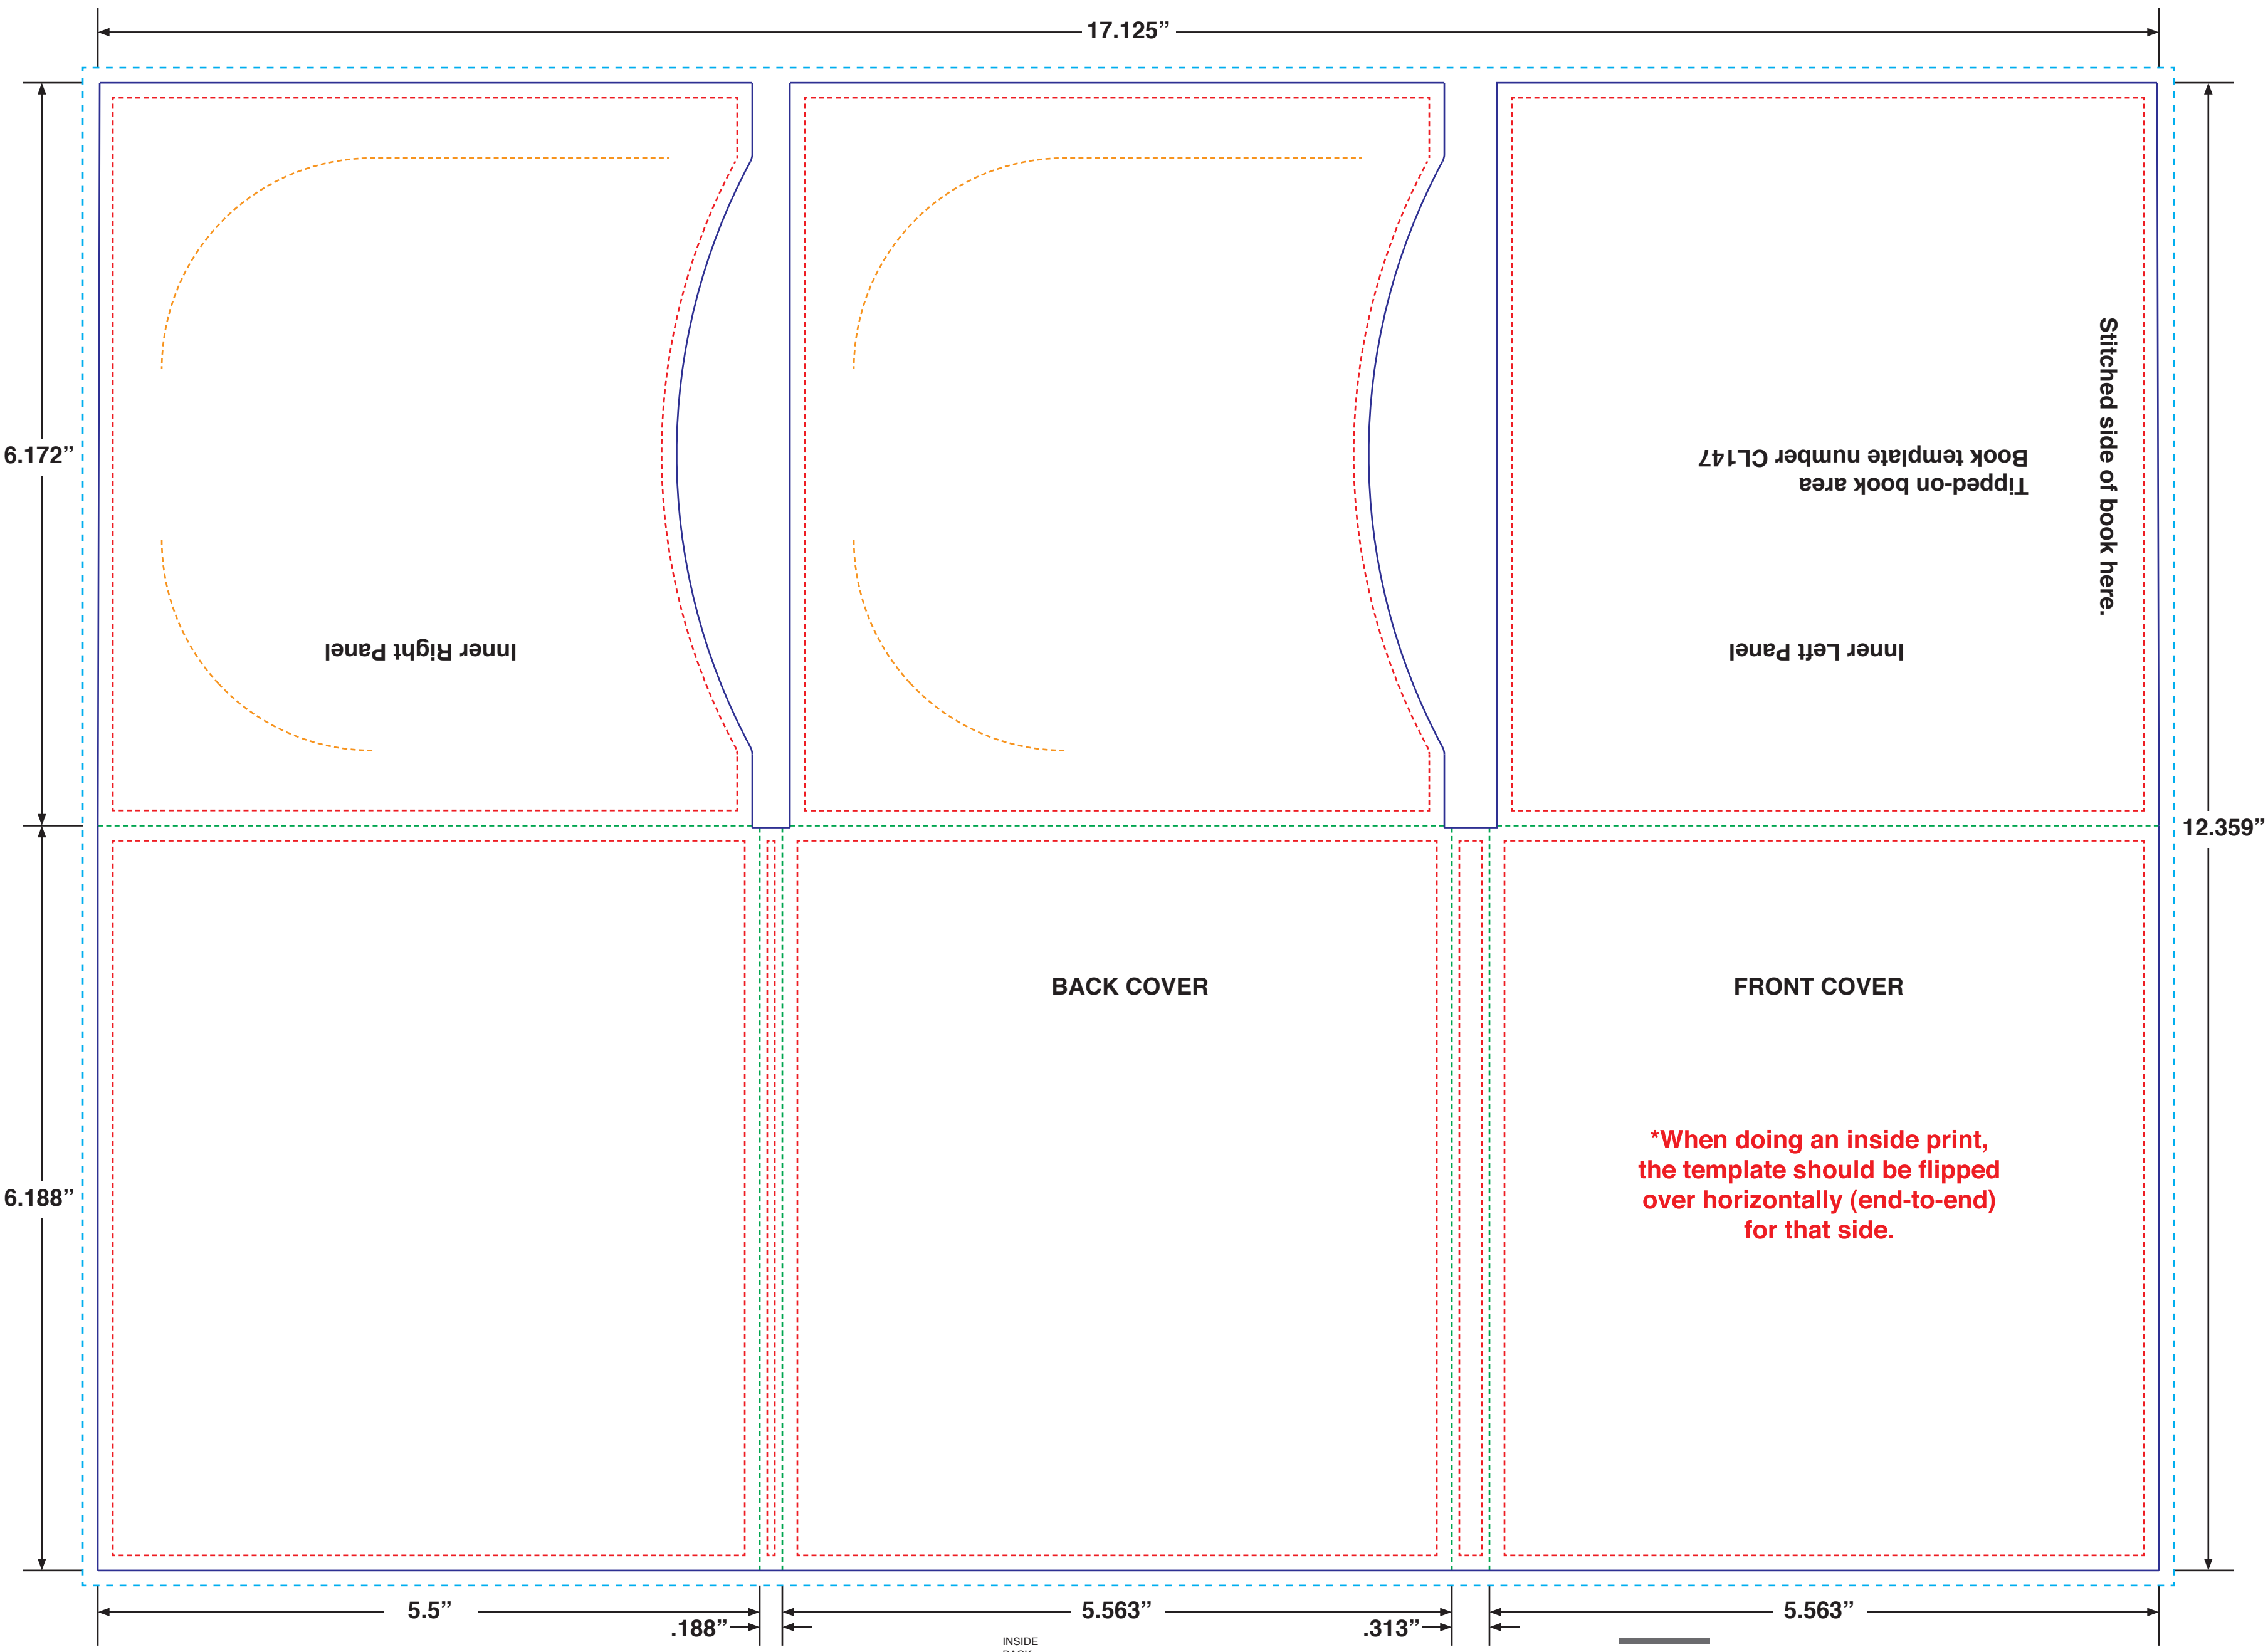 17.125”
6.172”
Stitched side of book here.
Tipped-on book area
Book template number CL147
Inner Right Panel
Inner Left Panel
12.359”
BACK COVER
FRONT COVER
*When doing an inside print,
the template should be flipped
over horizontally (end-to-end)
for that side.
6.188”
5.5”
.188”
5.563”
.313”
5.563”
INSIDE